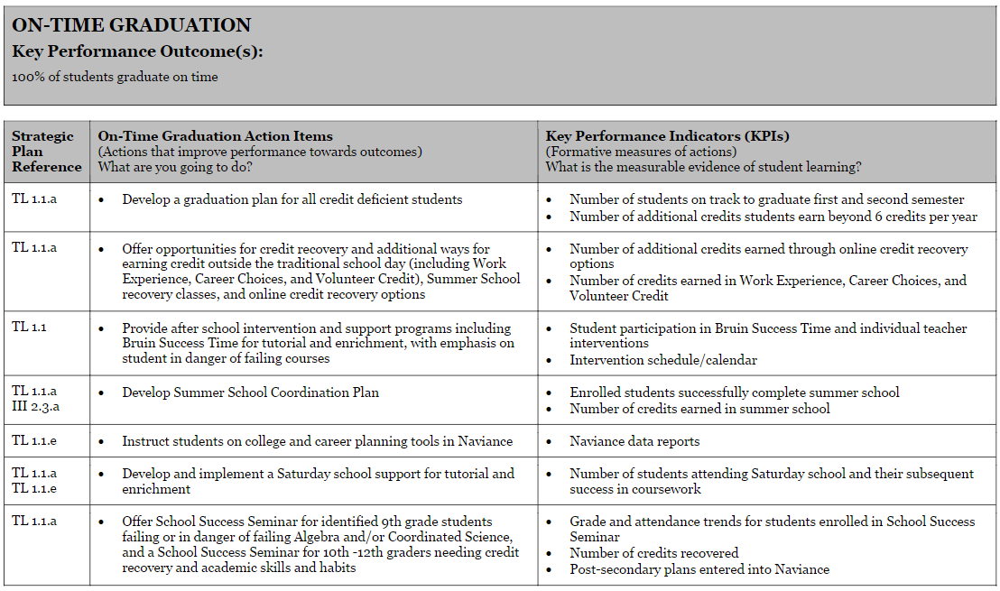 ON-TIME GRADUATION
Key Performance Outcome(s):
100% of students graduate on time
Strategic
Plan
Reference
On-Time Graduation Action Items
(Actions that improve performance towards outcomes)
What are you going to do?
Key Performance Indicators (KPIs)
(Formative measures of actions)
What is the measurable evidence of student learning?
TL 1.1.a
• Develop a graduation plan for all credit deficient students
• Number of students on track to graduate first and second semester
• Number of additional credits students earn beyond 6 credits per year
TL 1.1.a
• Offer opportunities for credit recovery and additional ways for
earning credit outside the traditional school day (including Work
Experience, Career Choices, and Volunteer Credit), Summer School
recovery classes, and online credit recovery options
• Number of additional credits earned through online credit recovery
options
• Number of credits earned in Work Experience, Career Choices, and
Volunteer Credit
TL 1.1
• Provide after school intervention and support programs including
Bruin Success Time for tutorial and enrichment, with emphasis on
student in danger of failing courses
• Student participation in Bruin Success Time and individual teacher
interventions
• Intervention schedule/calendar
TL 1.1.a
III 2.3.a
• Develop Summer School Coordination Plan
• Enrolled students successfully complete summer school
• Number of credits earned in summer school
TL 1.1.e
• Instruct students on college and career planning tools in Naviance
• Naviance data reports
TL 1.1.a
TL 1.1.e
• Develop and implement a Saturday school support for tutorial and
enrichment
• Number of students attending Saturday school and their subsequent
success in coursework
TL 1.1.a
• Offer School Success Seminar for identified 9th grade students
failing or in danger of failing Algebra and/or Coordinated Science,
and a School Success Seminar for 10th -12th graders needing credit
recovery and academic skills and habits
• Grade and attendance trends for students enrolled in School Success
Seminar
• Number of credits recovered
• Post-secondary plans entered into Naviance